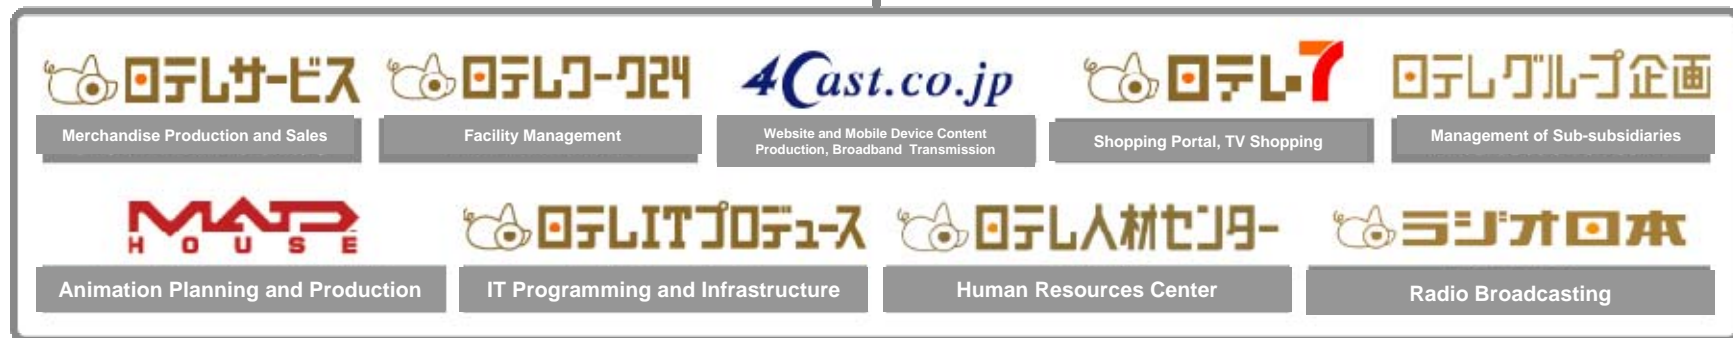 日テレサービス
日テレワーク24
4Cast.co.jp
日テレ7
日テレグループ企画
Merchandise Production and Sales
Facility Management
Website and Mobile Device Content
Production, Broadband Transmission
Shopping Portal, TV Shopping
Management of Sub-subsidiaries
MADHOUSE
日テレITプロデュース
日テレ人材センター
ラジオ日本
Animation Planning and Production
IT Programming and Infrastructure
Human Resources Center
Radio Broadcasting